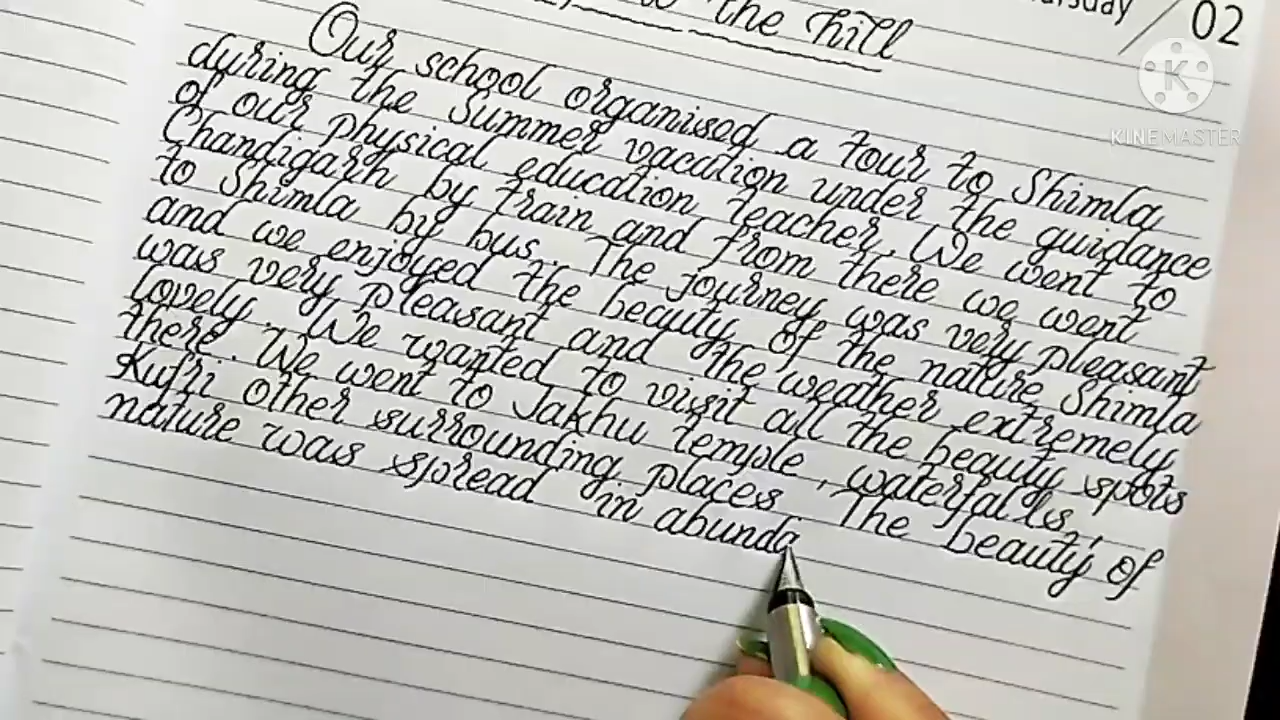 to the hill
Thursday 02
KINEMASTER
Our school organised a tour to Shimla
during the Summer vacation under the guidance
of our physical education teacher. We went to
Chandigarh by train and from there we went
to Shimla by bus. The journey was very pleasant
and we enjoyed the beauty of the nature Shimla
was very pleasant and the weather extremely
lovely. We wanted to visit all the beauty spots
there. We went to Jakhu temple, waterfalls,
Kufri other surrounding places. The beauty of
nature was spread in abunda